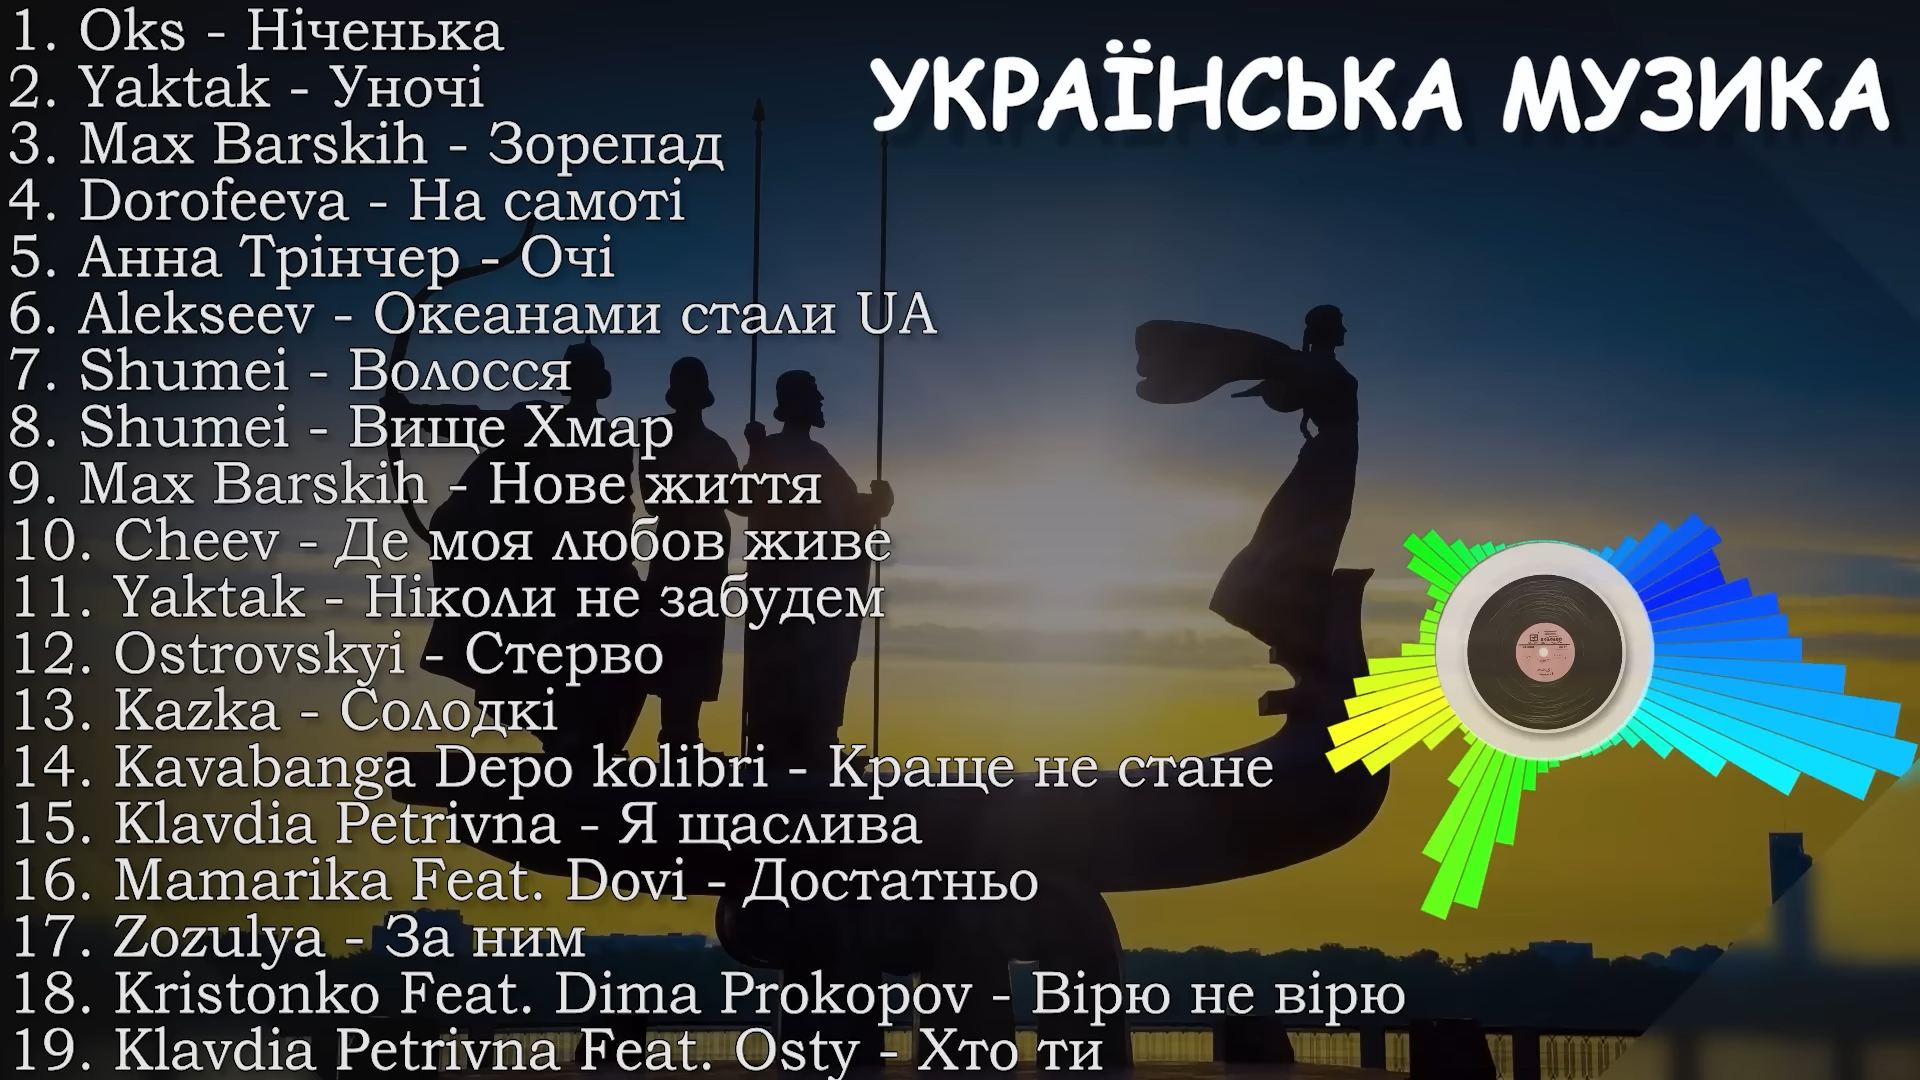 УКРАЇНСЬКА МУЗИКА
1. Oks - Ніченька
2. Yaktak - Уночі
3. Max Barskih - Зорепад
4. Dorofeeva - На самоті
5. Анна Трінчер - Очі
6. Alekseev - Океанами стали UA
7. Shumei - Волосся
8. Shumei - Вище Хмар
9. Max Barskih - Нове життя
10. Cheev - Де моя любов живе
11. Yaktak - Ніколи не забудем
12. Ostrovskyi - Стерво
13. Kazka - Солодкі
14. Kavabanga Depo kolibri - Краще не стане
15. Klavdia Petrivna - Я щаслива
16. Mamarika Feat. Dovi - Достатньо
17. Zozulya - За ним
18. Kristonko Feat. Dima Prokopov - Вірю не вірю
19. Klavdia Petrivna Feat. Osty - Хто ти